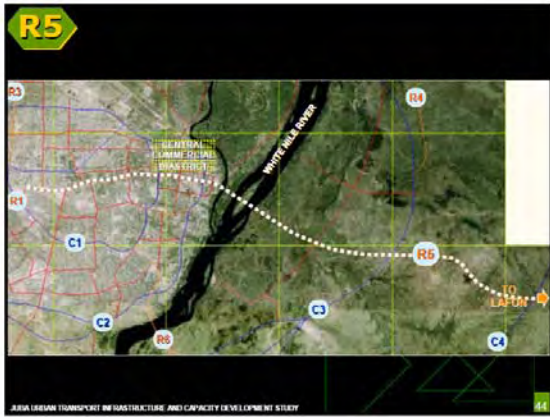 R5
R3
R4
CENTRAL
COMMERCIAL
DISTRICT
WHITE NILE RIVER
R1
C1
R5
TO
LAFON
C2
C3
R6
C4
JUBA URBAN TRANSPORT INFRASTRUCTURE AND CAPACITY DEVELOPMENT STUDY
44